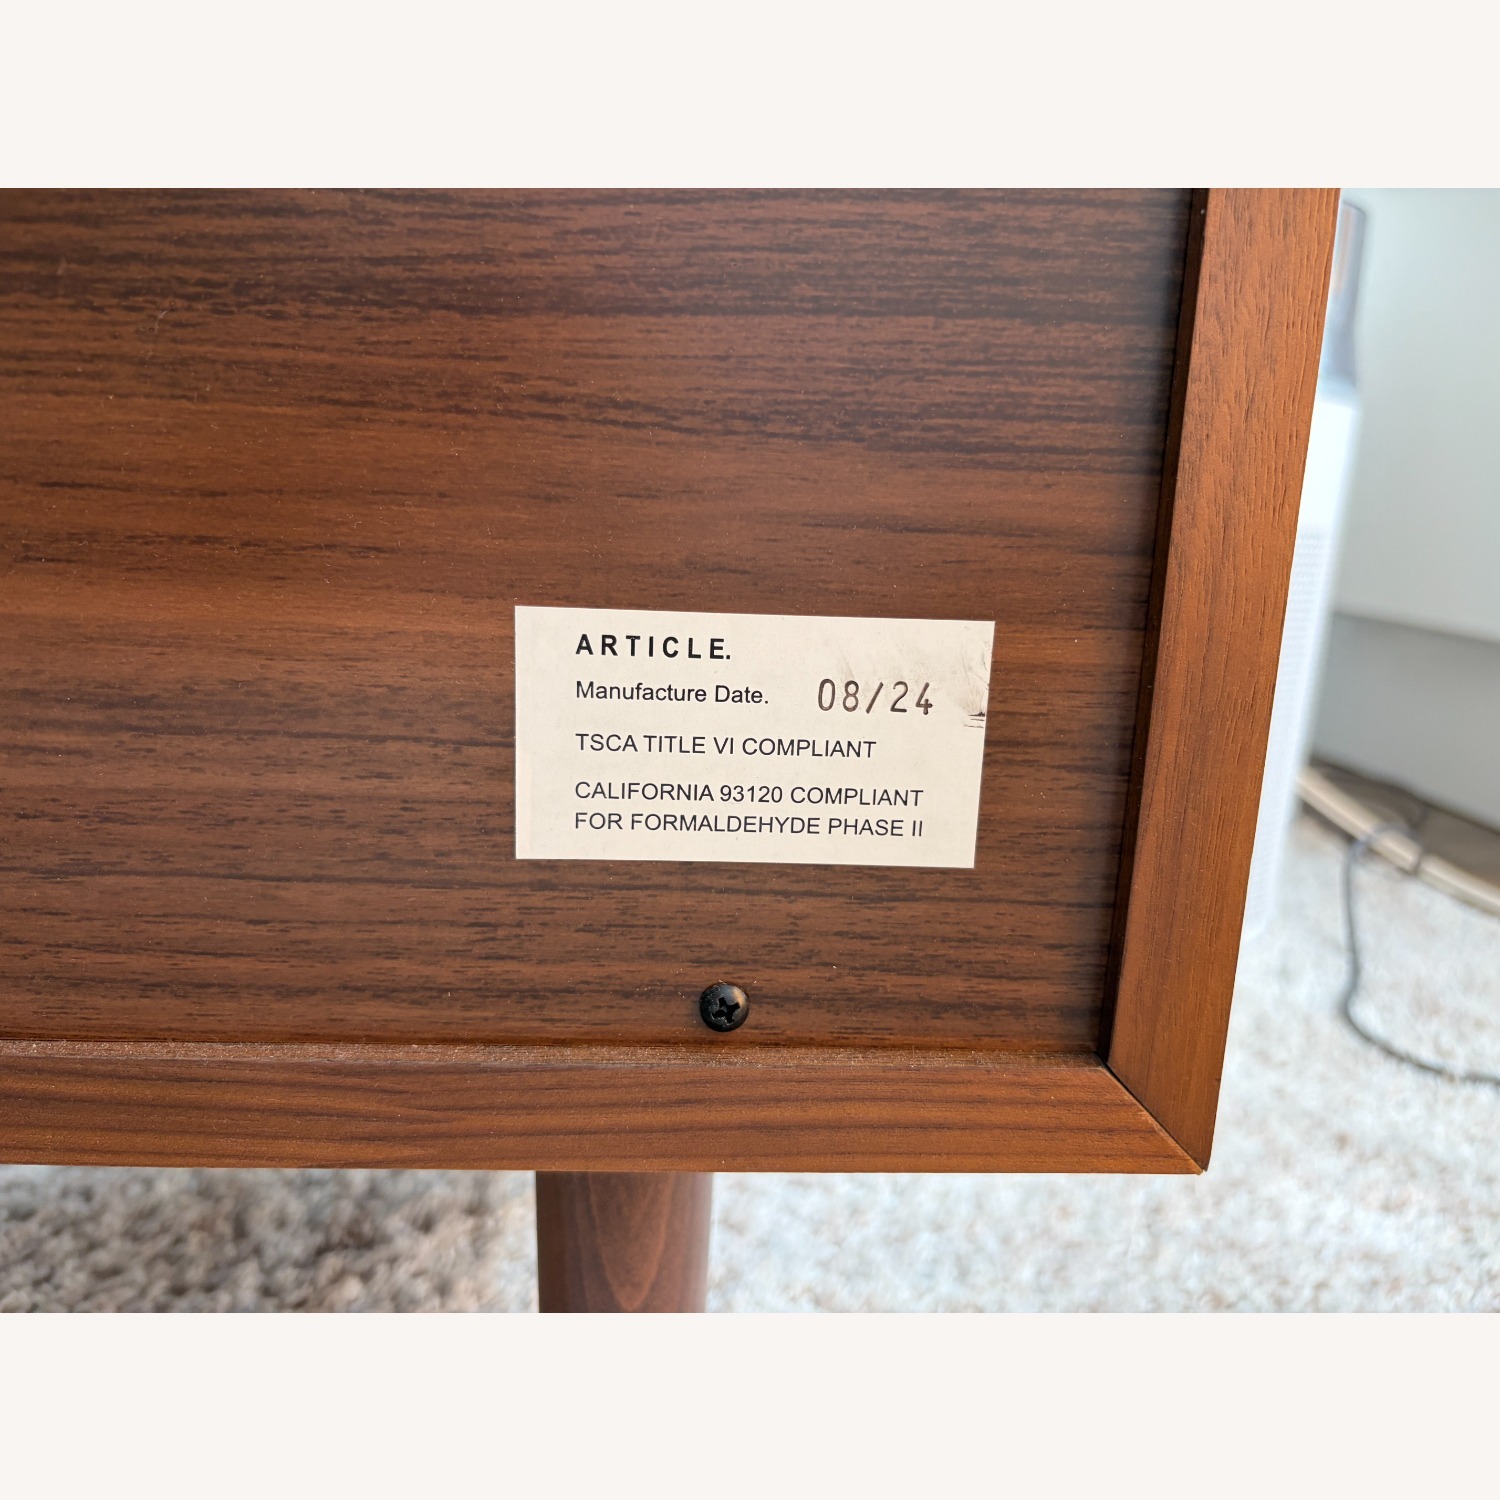 ARTICLE.
Manufacture Date. 08/24
TSCA TITLE VI COMPLIANT
CALIFORNIA 93120 COMPLIANT
FOR FORMALDEHYDE PHASE II